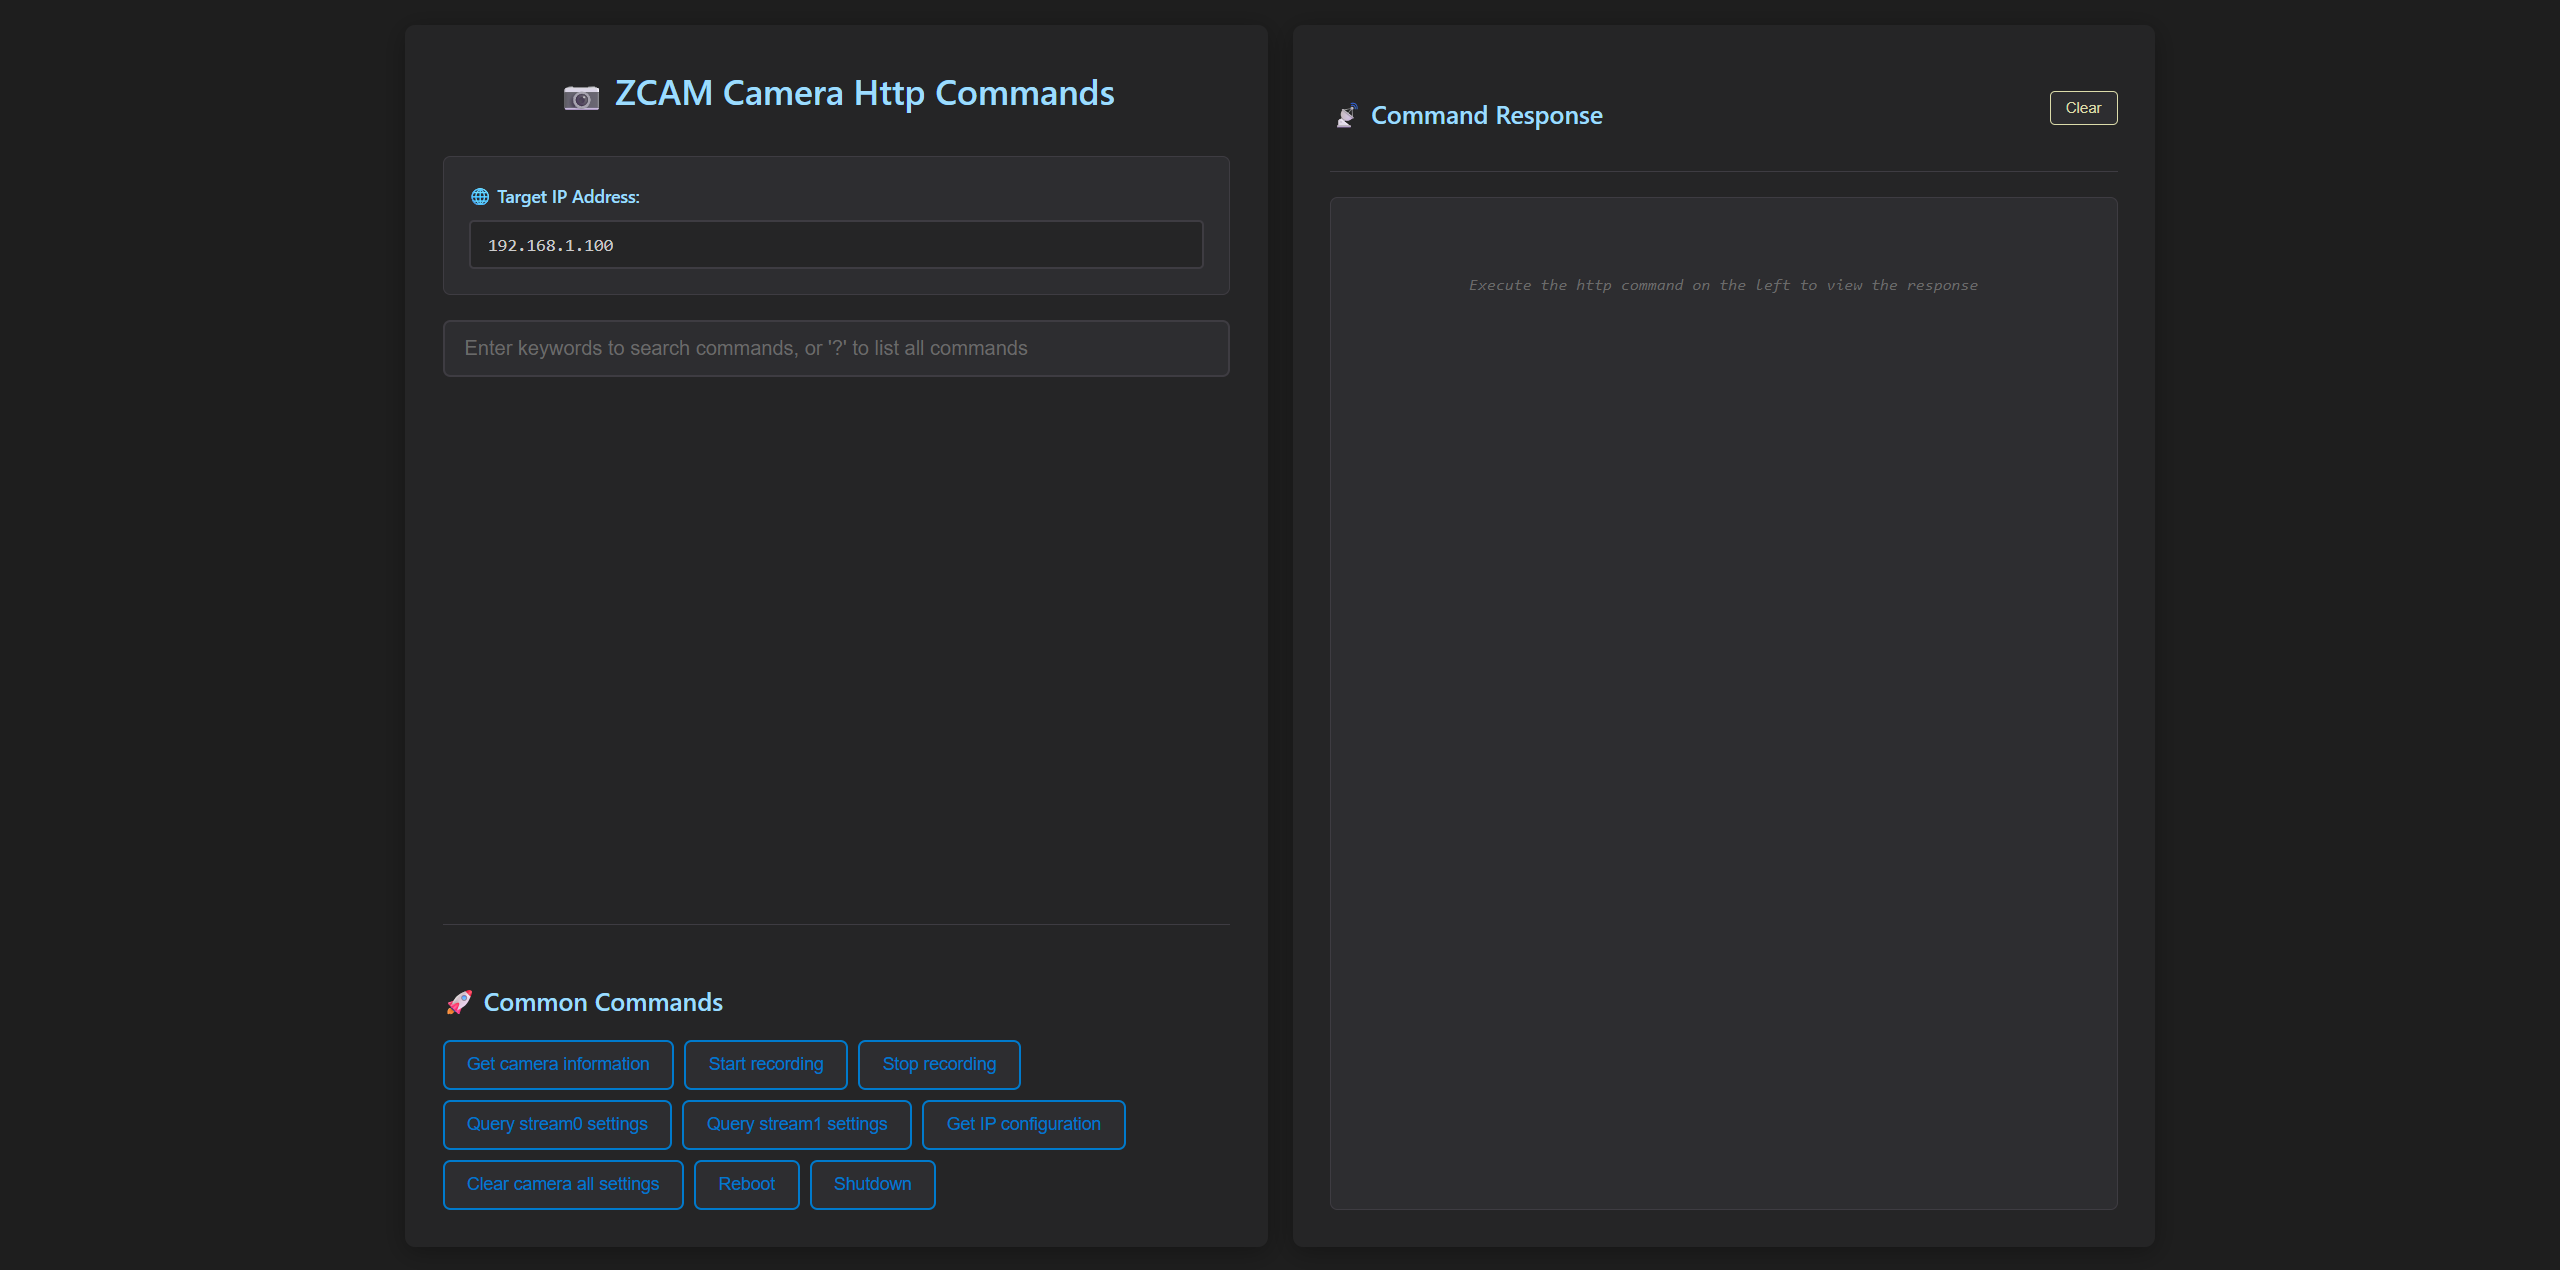 ZCAM Camera Http Commands
Target IP Address:
192.168.1.100
Enter keywords to search commands, or '?' to list all commands
Common Commands
Get camera information
Start recording
Stop recording
Query stream0 settings
Query stream1 settings
Get IP configuration
Clear camera all settings
Reboot
Shutdown
Command Response
Clear
Execute the http command on the left to view the response